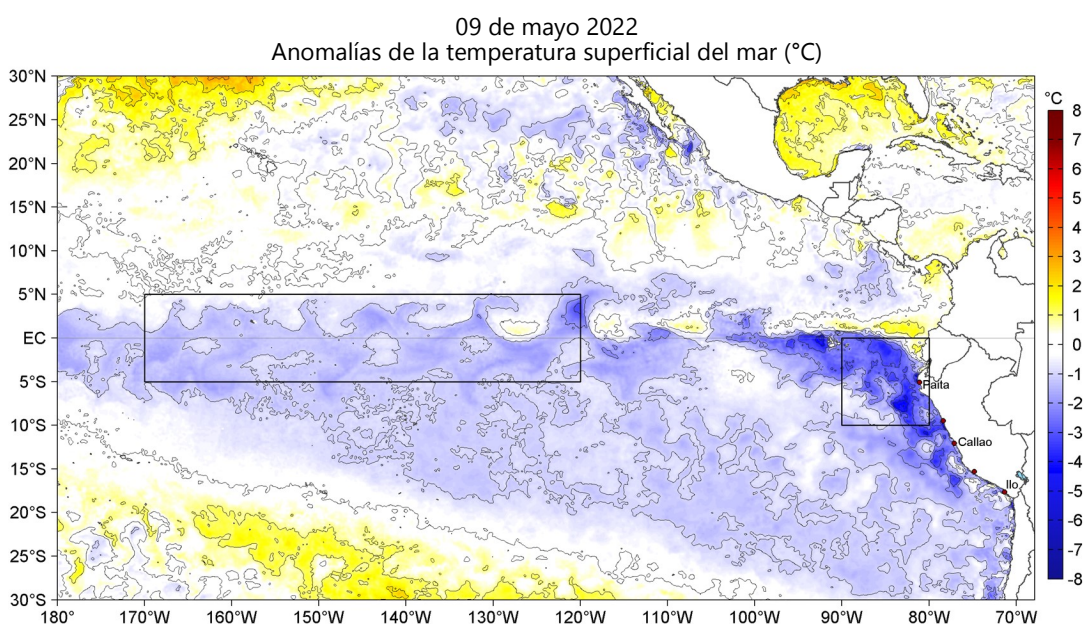 09 de mayo 2022
Anomalías de la temperatura superficial del mar (°C)
30°N
25°N
20°N
15°N
10°N
5°N
EC
5°S
10°S
15°S
20°S
25°S
30°S
180
170°W
160°W
150°W
140°W
130°W
120°W
110°W
100°W
90°W
80°W
70°W
Paita
Callao
Ilo
°C
8
7
6
5
4
3
2
1
0
-1
-2
-3
-4
-5
-6
-7
-8